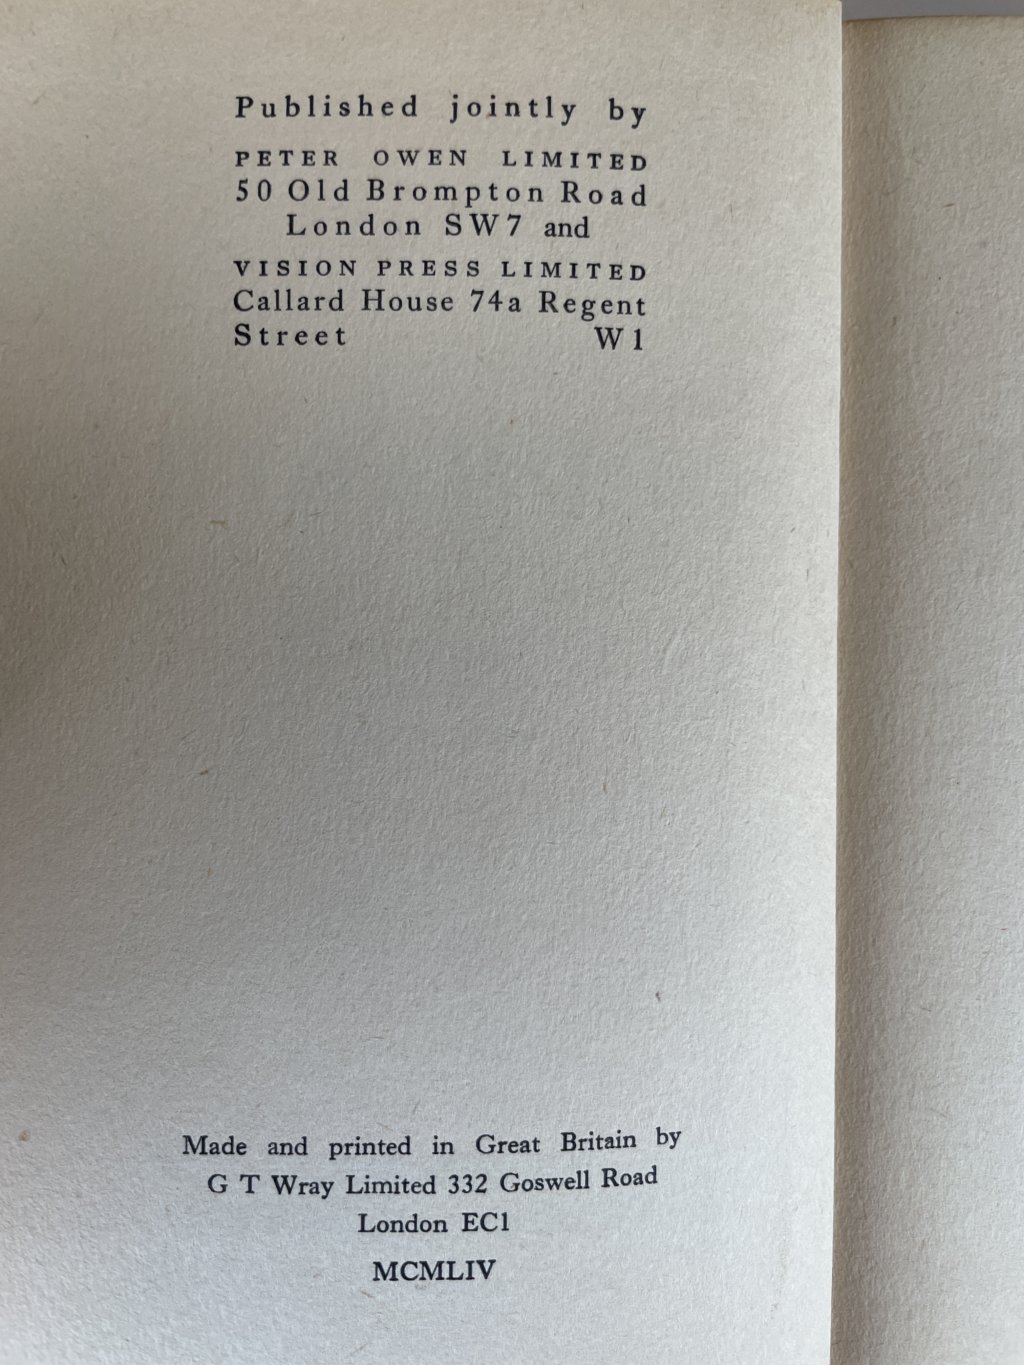 Published jointly by
PETER OWEN LIMITED
50 Old Brompton Road
London SW7 and
VISION PRESS LIMITED
Callard House 74a Regent
Street W1
Made and printed in Great Britain by
G T Wray Limited 332 Goswell Road
London EC1
MCMLIV